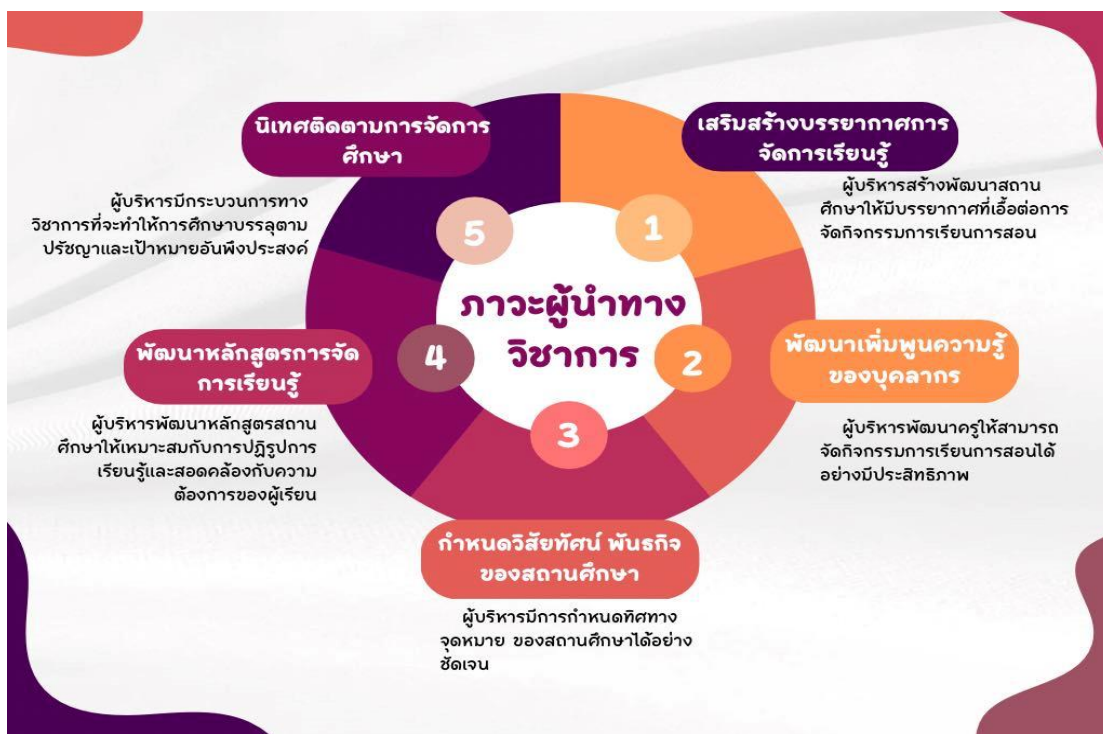 ภาวะผู้นำทาง
วิชาการ
1
เสริมสร้างบรรยากาศการ
จัดการเรียนรู้
ผู้บริหารสร้างพัฒนาสถาน
ศึกษาให้มีบรรยากาศที่เอื้อต่อการ
จัดกิจกรรมการเรียนการสอน
2
พัฒนาเพิ่มพูนความรู้
ของบุคลากร
ผู้บริหารพัฒนาครูให้สามารถ
จัดกิจกรรมการเรียนการสอนได้
อย่างมีประสิทธิภาพ
3
กำหนดวิสัยทัศน์ พันธกิจ
ของสถานศึกษา
ผู้บริหารมีการกำหนดทิศทาง
จุดหมาย ของสถานศึกษาได้อย่าง
ชัดเจน
4
พัฒนาหลักสูตรการจัด
การเรียนรู้
ผู้บริหารพัฒนาหลักสูตรสถาน
ศึกษาให้เหมาะสมกับการปฏิรูปการ
เรียนรู้และสอดคล้องกับความ
ต้องการของผู้เรียน
5
นิเทศติดตามการจัดการ
ศึกษา
ผู้บริหารมีกระบวนการทาง
วิชาการที่จะทำให้การศึกษาบรรลุตาม
ปรัชญาและเป้าหมายอันพึงประสงค์